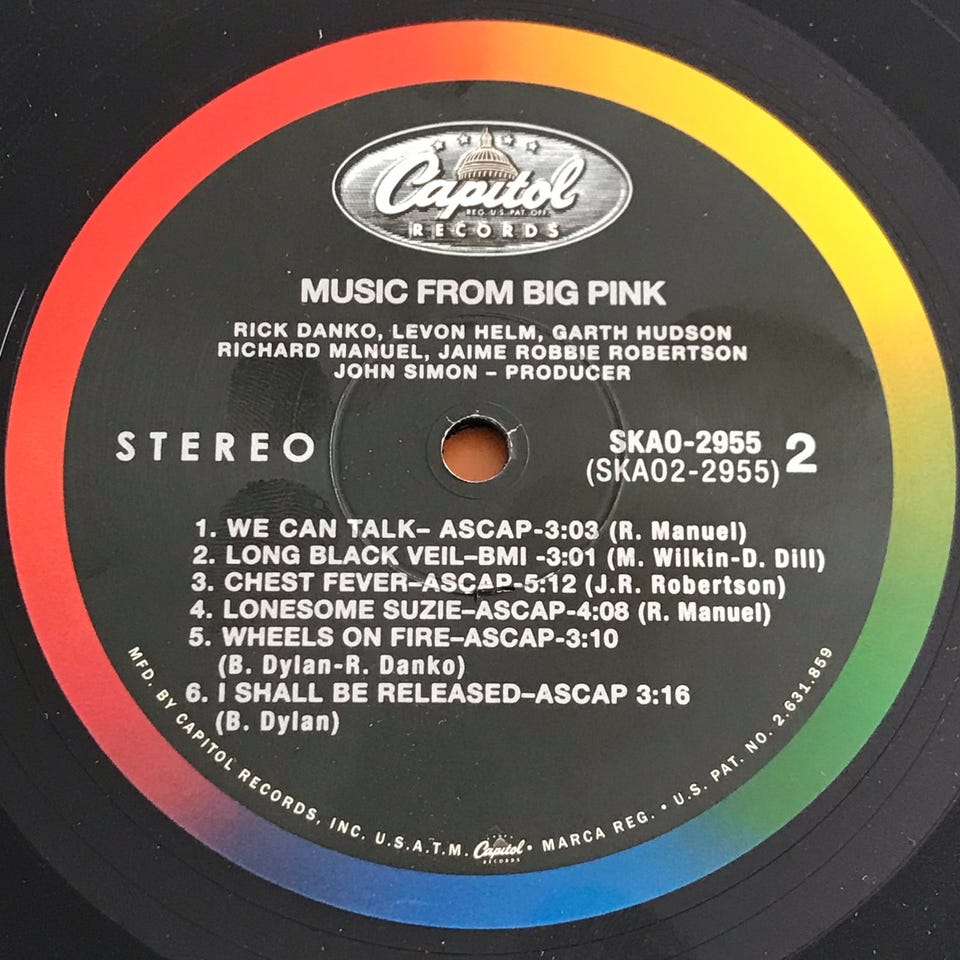 Capitol
REG. U.S. PAT. OFF.
RECORDS
MUSIC FROM BIG PINK
RICK DANKO, LEVON HELM, GARTH HUDSON
RICHARD MANUEL, JAIME ROBBIE ROBERTSON
JOHN SIMON – PRODUCER
STEREO
SKAO-2955
(SKAO2-2955)
2
1. WE CAN TALK– ASCAP-3:03 (R. Manuel)
2. LONG BLACK VEIL–BMI -3:01 (M. Wilkin-D. Dill)
3. CHEST FEVER–ASCAP-5:12 (J.R. Robertson)
4. LONESOME SUZIE–ASCAP-4:08 (R. Manuel)
5. WHEELS ON FIRE–ASCAP-3:10
(B. Dylan-R. Danko)
6. I SHALL BE RELEASED–ASCAP 3:16
(B. Dylan)
MFD. BY CAPITOL RECORDS, INC. U.S.A. T.M. Capitol RECORDS • MARCA REG. • U.S. PAT. NO. 2.631.859